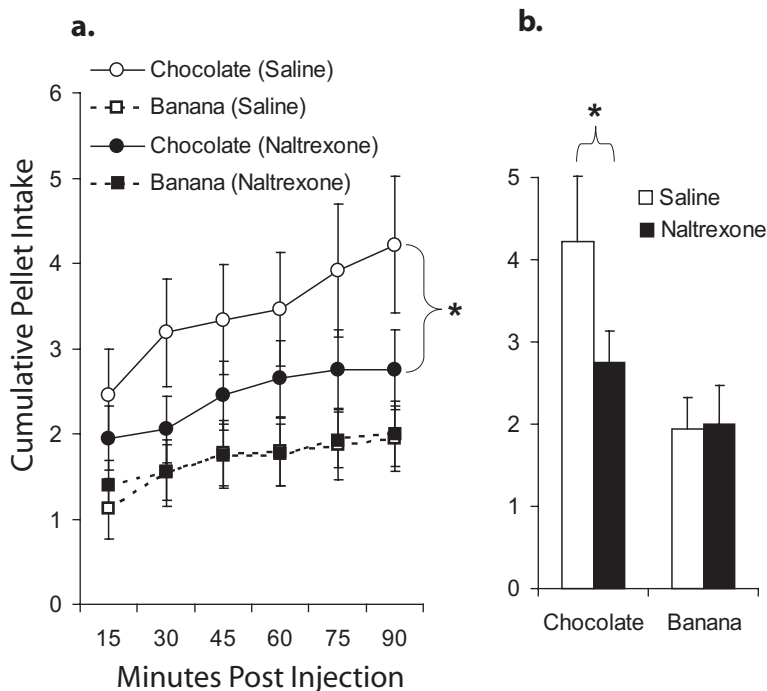 a.
Chocolate (Saline)
Banana (Saline)
Chocolate (Naltrexone)
Banana (Naltrexone)
6
5
4
3
2
1
0
Cumulative Pellet Intake
*
15 30 45 60 75 90
Minutes Post Injection
b.
*
Saline
Naltrexone
5
4
3
2
1
0
Chocolate Banana